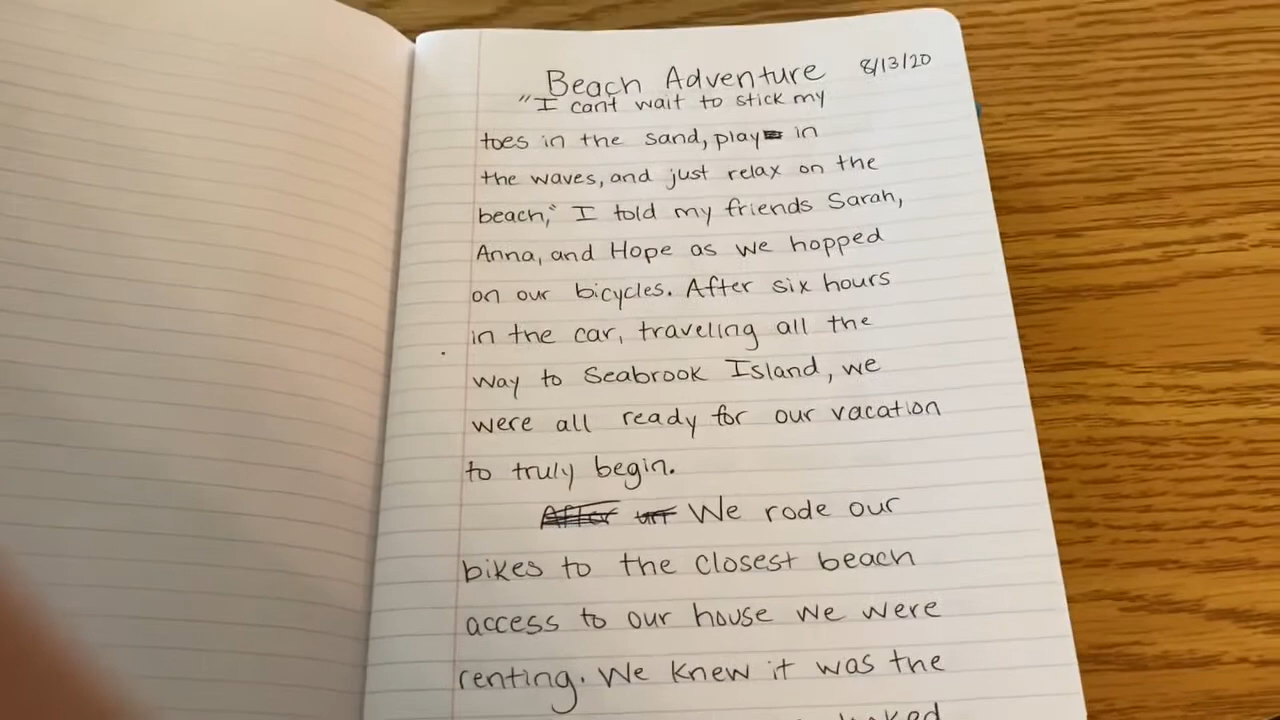 Beach Adventure 8/13/20
"I can't wait to stick my
toes in the sand, play in
the waves, and just relax on the
beach," I told my friends Sarah,
Anna, and Hope as we hopped
on our bicycles. After six hours
in the car, traveling all the
way to Seabrook Island, we
were all ready for our vacation
to truly begin.
We rode our
bikes to the closest beach
access to our house we were
renting. We knew it was the